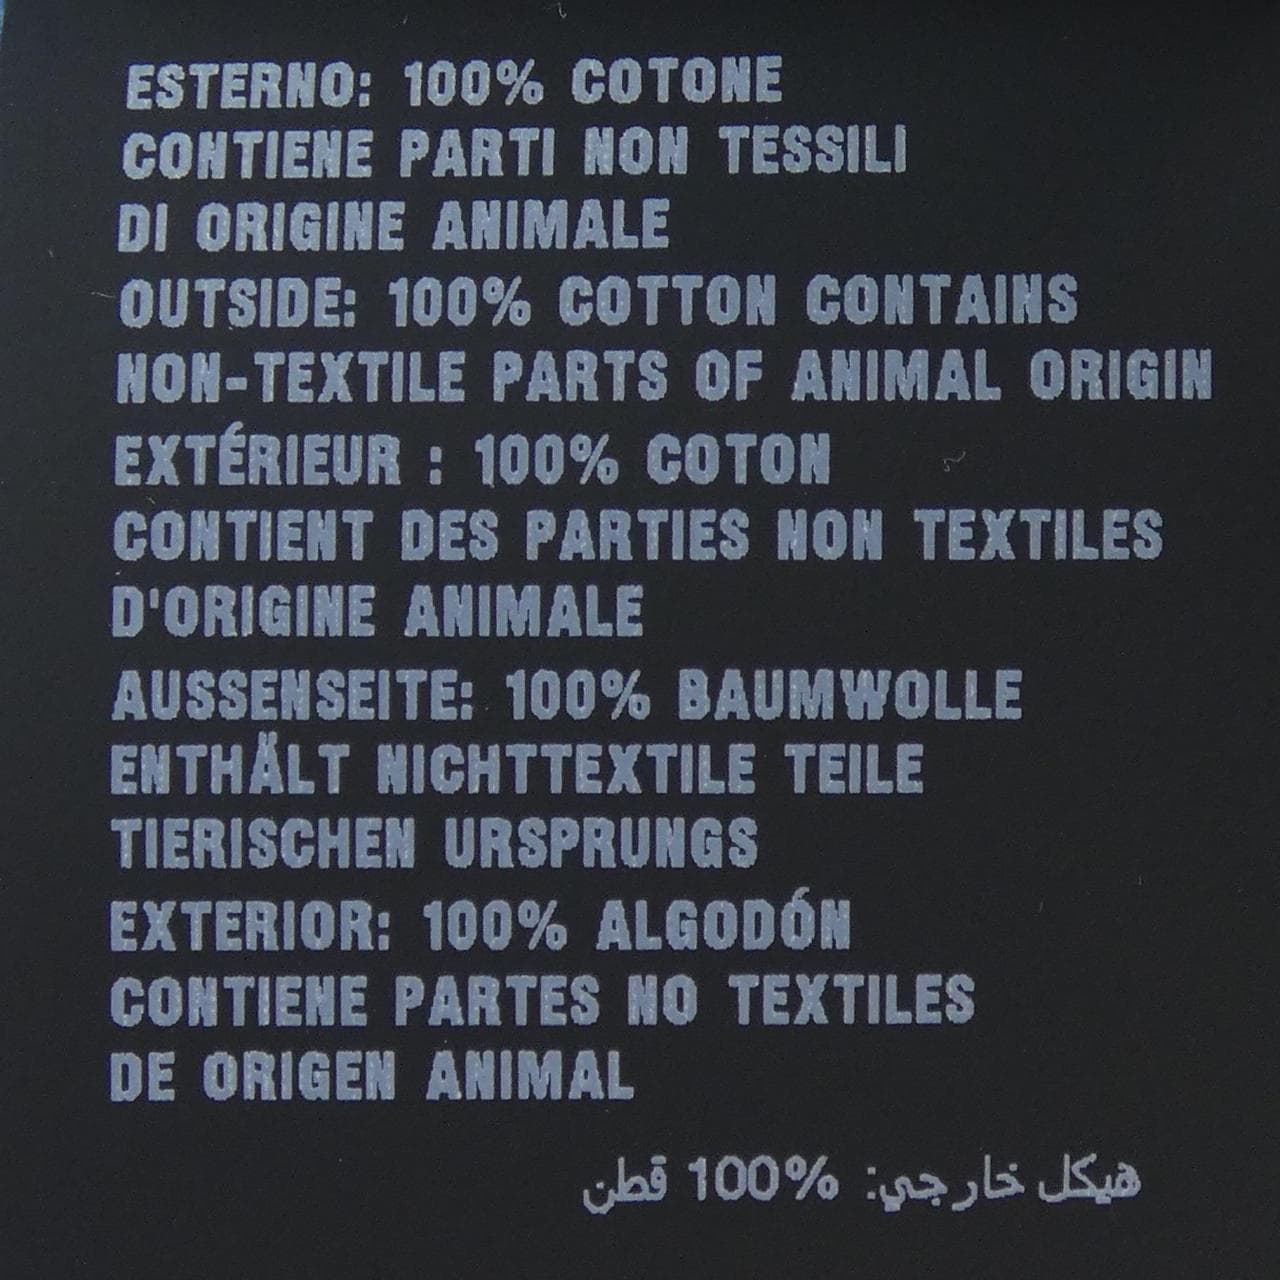 ESTERNO: 100% COTONE
CONTIENE PARTI NON TESSILI
DI ORIGINE ANIMALE
OUTSIDE: 100% COTTON CONTAINS
NON-TEXTILE PARTS OF ANIMAL ORIGIN
EXTÉRIEUR : 100% COTON
CONTIENT DES PARTIES NON TEXTILES
D'ORIGINE ANIMALE
AUSSENSEITE: 100% BAUMWOLLE
ENTHÄLT NICHTTEXTILE TEILE
TIERISCHEN URSPRUNGS
EXTERIOR: 100% ALGODÓN
CONTIENE PARTES NO TEXTILES
DE ORIGEN ANIMAL
هيكل خارجي: 100% قطن